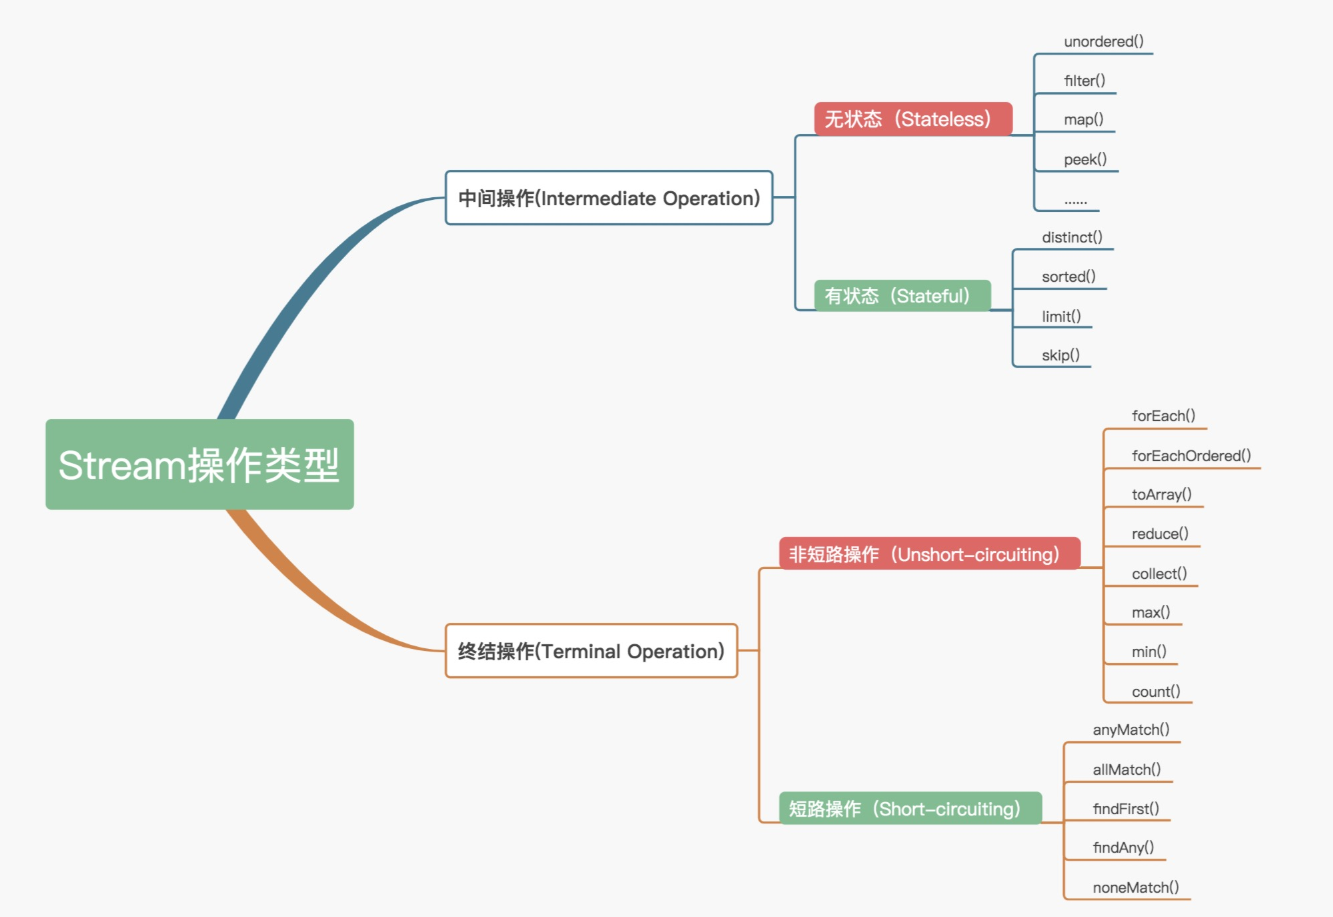 Stream操作类型
中间操作(Intermediate Operation)
无状态（Stateless）
unordered()
filter()
map()
peek()
......
有状态（Stateful）
distinct()
sorted()
limit()
skip()
终结操作(Terminal Operation)
非短路操作（Unshort-circuiting）
forEach()
forEachOrdered()
toArray()
reduce()
collect()
max()
min()
count()
短路操作（Short-circuiting）
anyMatch()
allMatch()
findFirst()
findAny()
noneMatch()